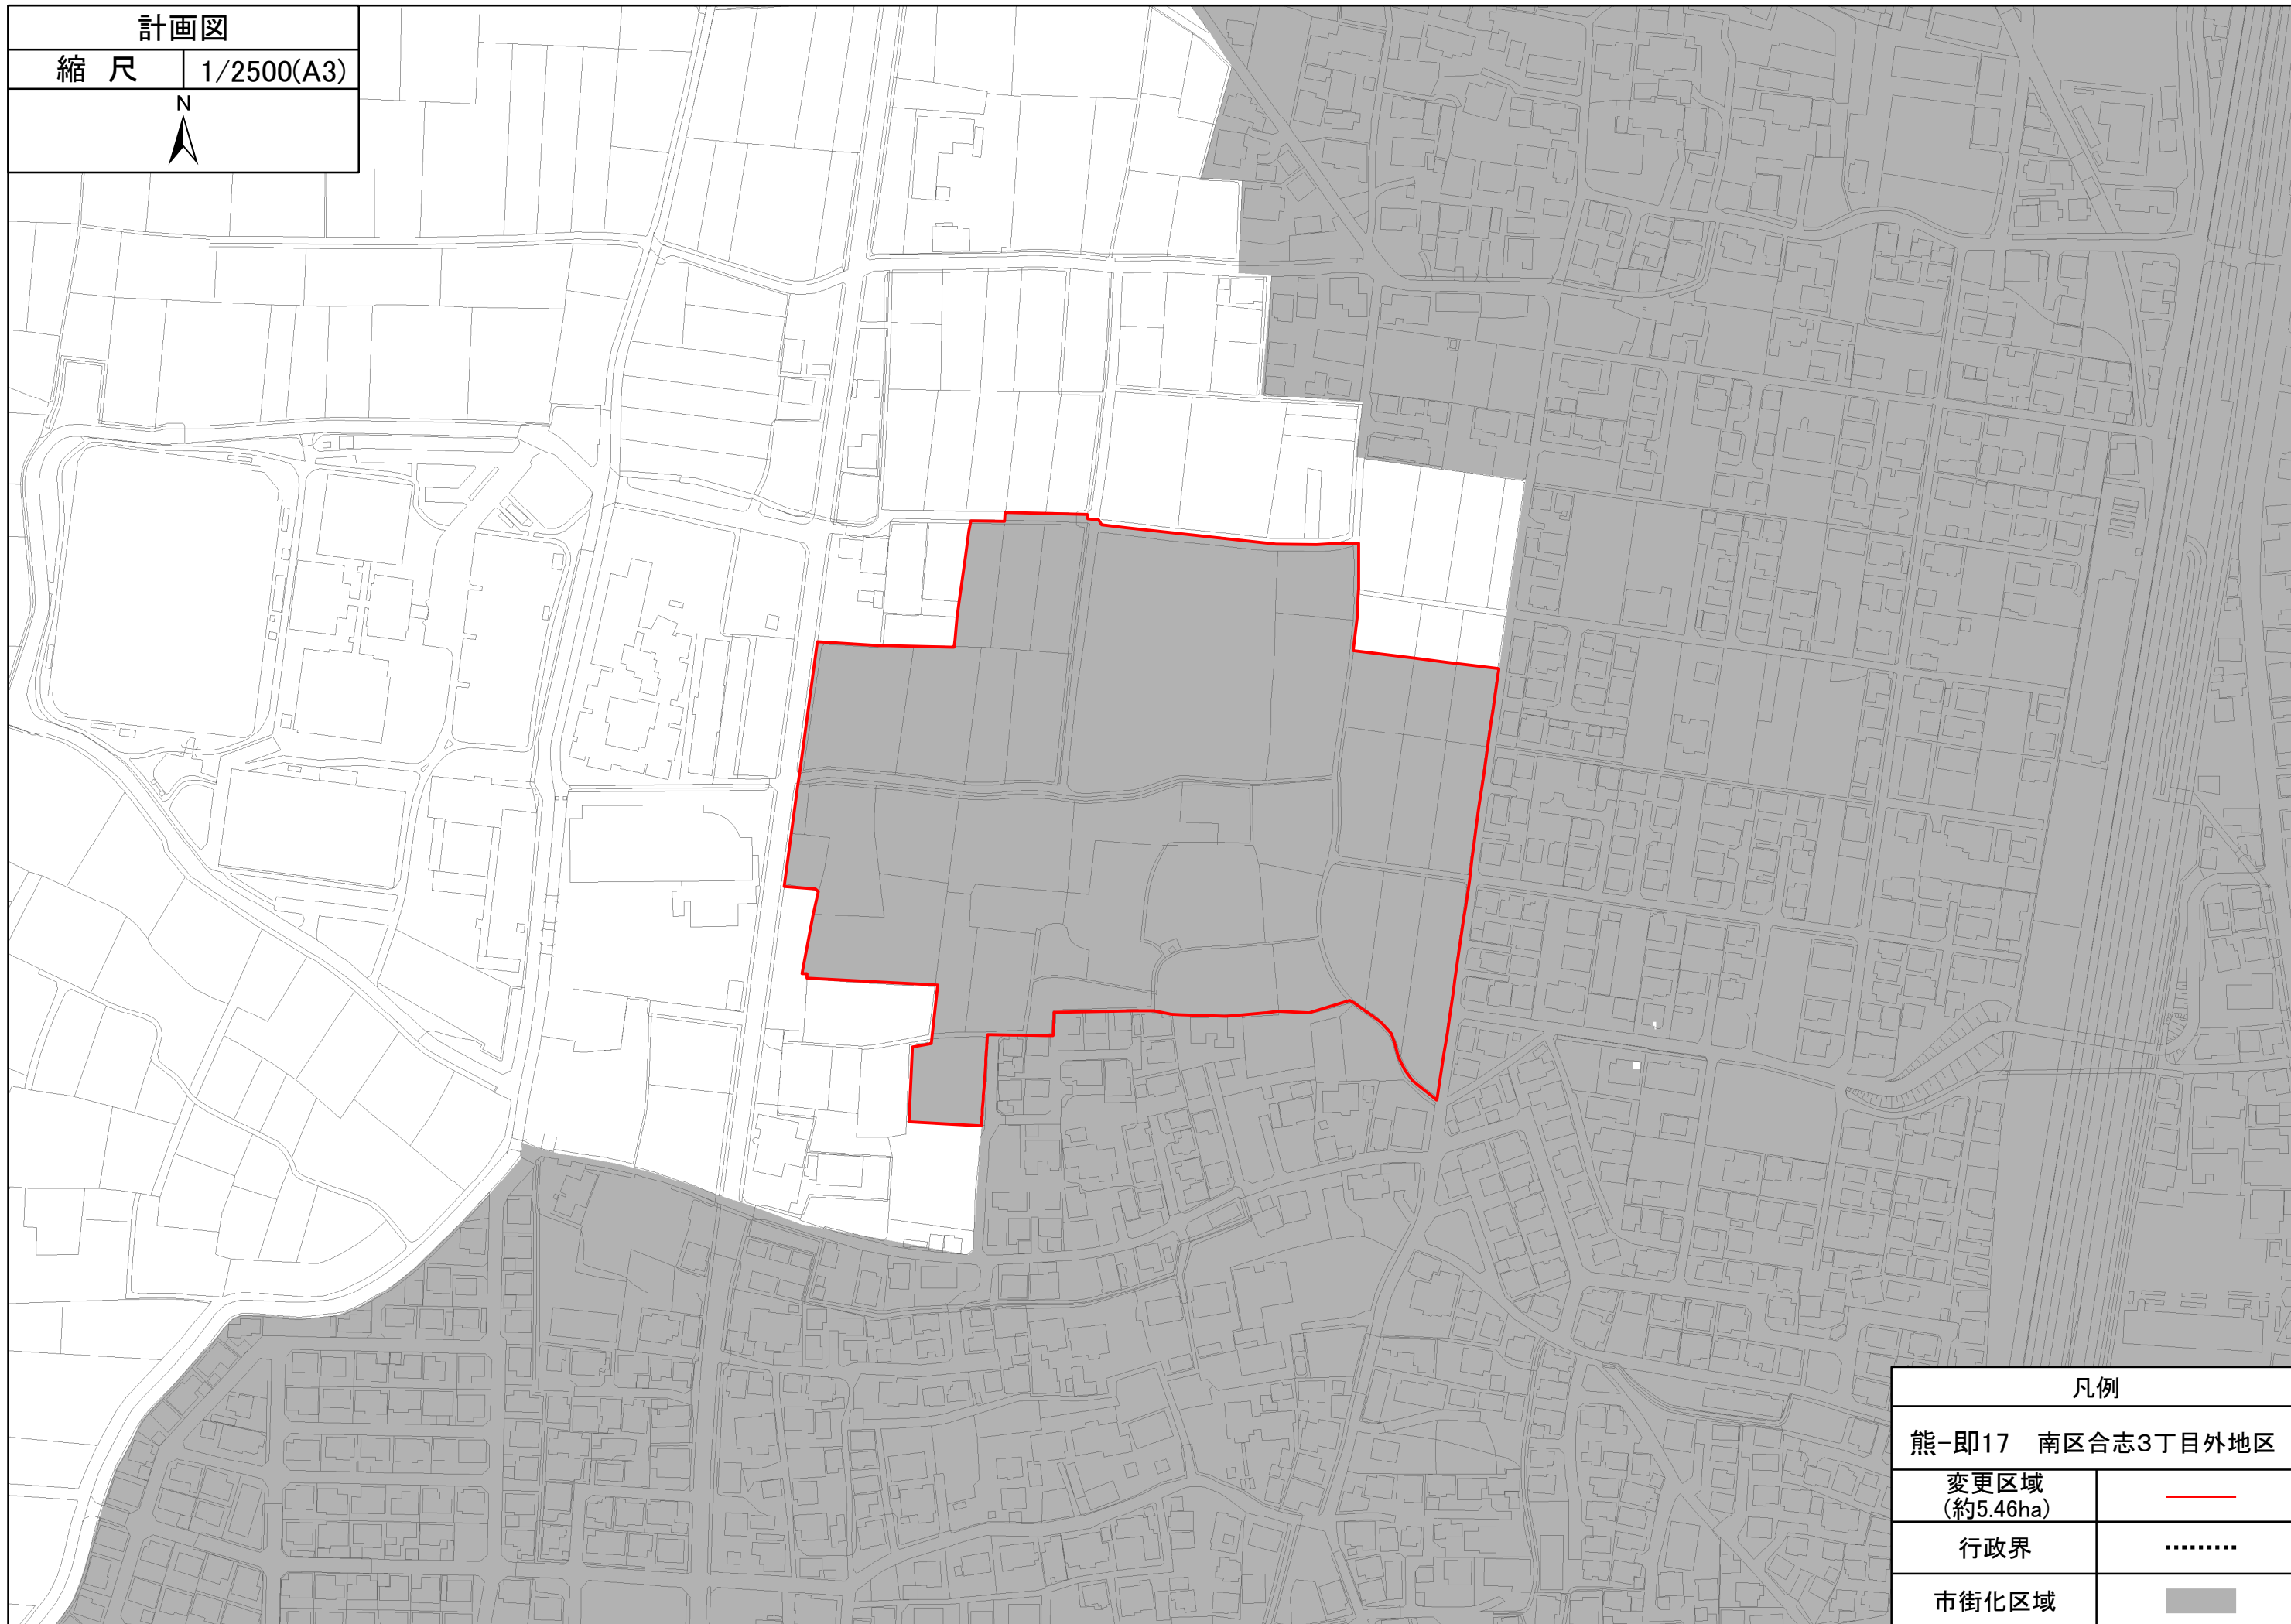 計画図
縮 尺 1/2500(A3)
N
凡例
熊-即17 南区合志3丁目外地区
変更区域
(約5.46ha)
行政界
市街化区域